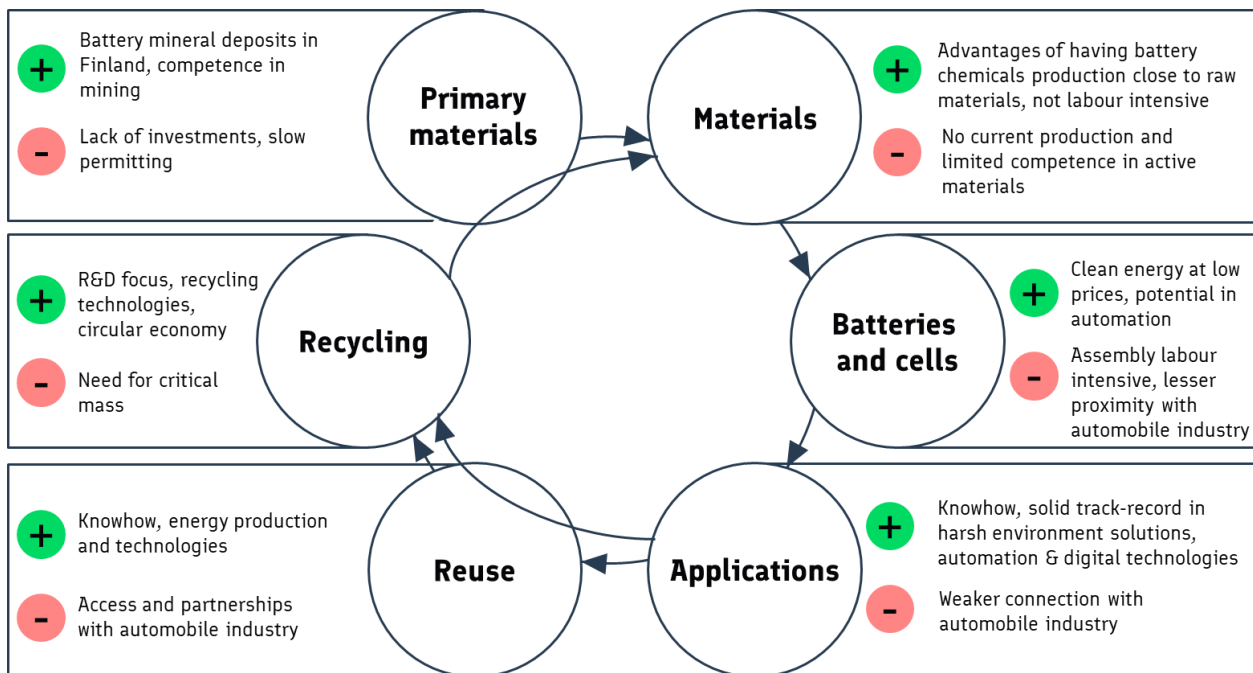 +
Battery mineral deposits in
Finland, competence in
mining
-
Lack of investments, slow
permitting
Primary
materials
Materials
+
Advantages of having battery
chemicals production close to raw
materials, not labour intensive
-
No current production and
limited competence in active
materials
+
R&D focus, recycling
technologies,
circular economy
-
Need for critical
mass
Recycling
Batteries
and cells
+
Clean energy at low
prices, potential in
automation
-
Assembly labour
intensive, lesser
proximity with
automobile industry
+
Knowhow, energy production
and technologies
-
Access and partnerships
with automobile industry
Reuse
Applications
+
Knowhow, solid track-record in
harsh environment solutions,
automation & digital technologies
-
Weaker connection with
automobile industry